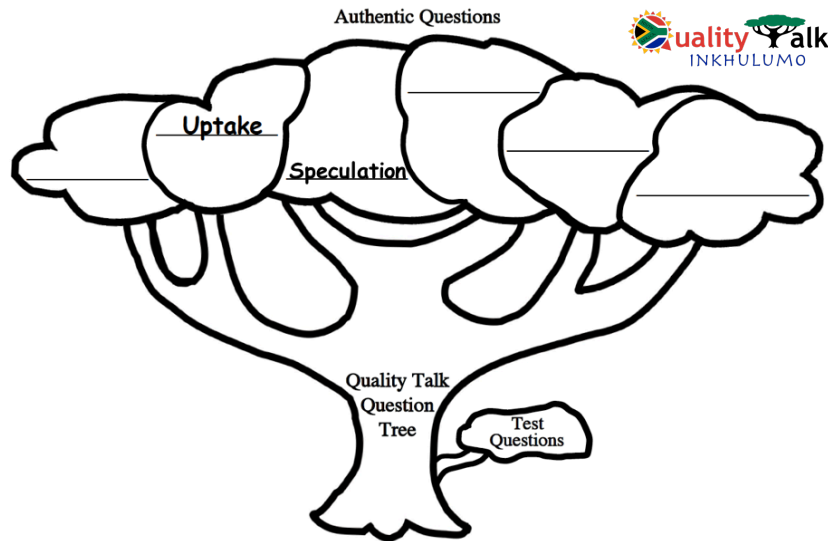 Authentic Questions
Quality Talk
INKHULUMO
Uptake
Speculation
Quality Talk
Question
Tree
Test
Questions